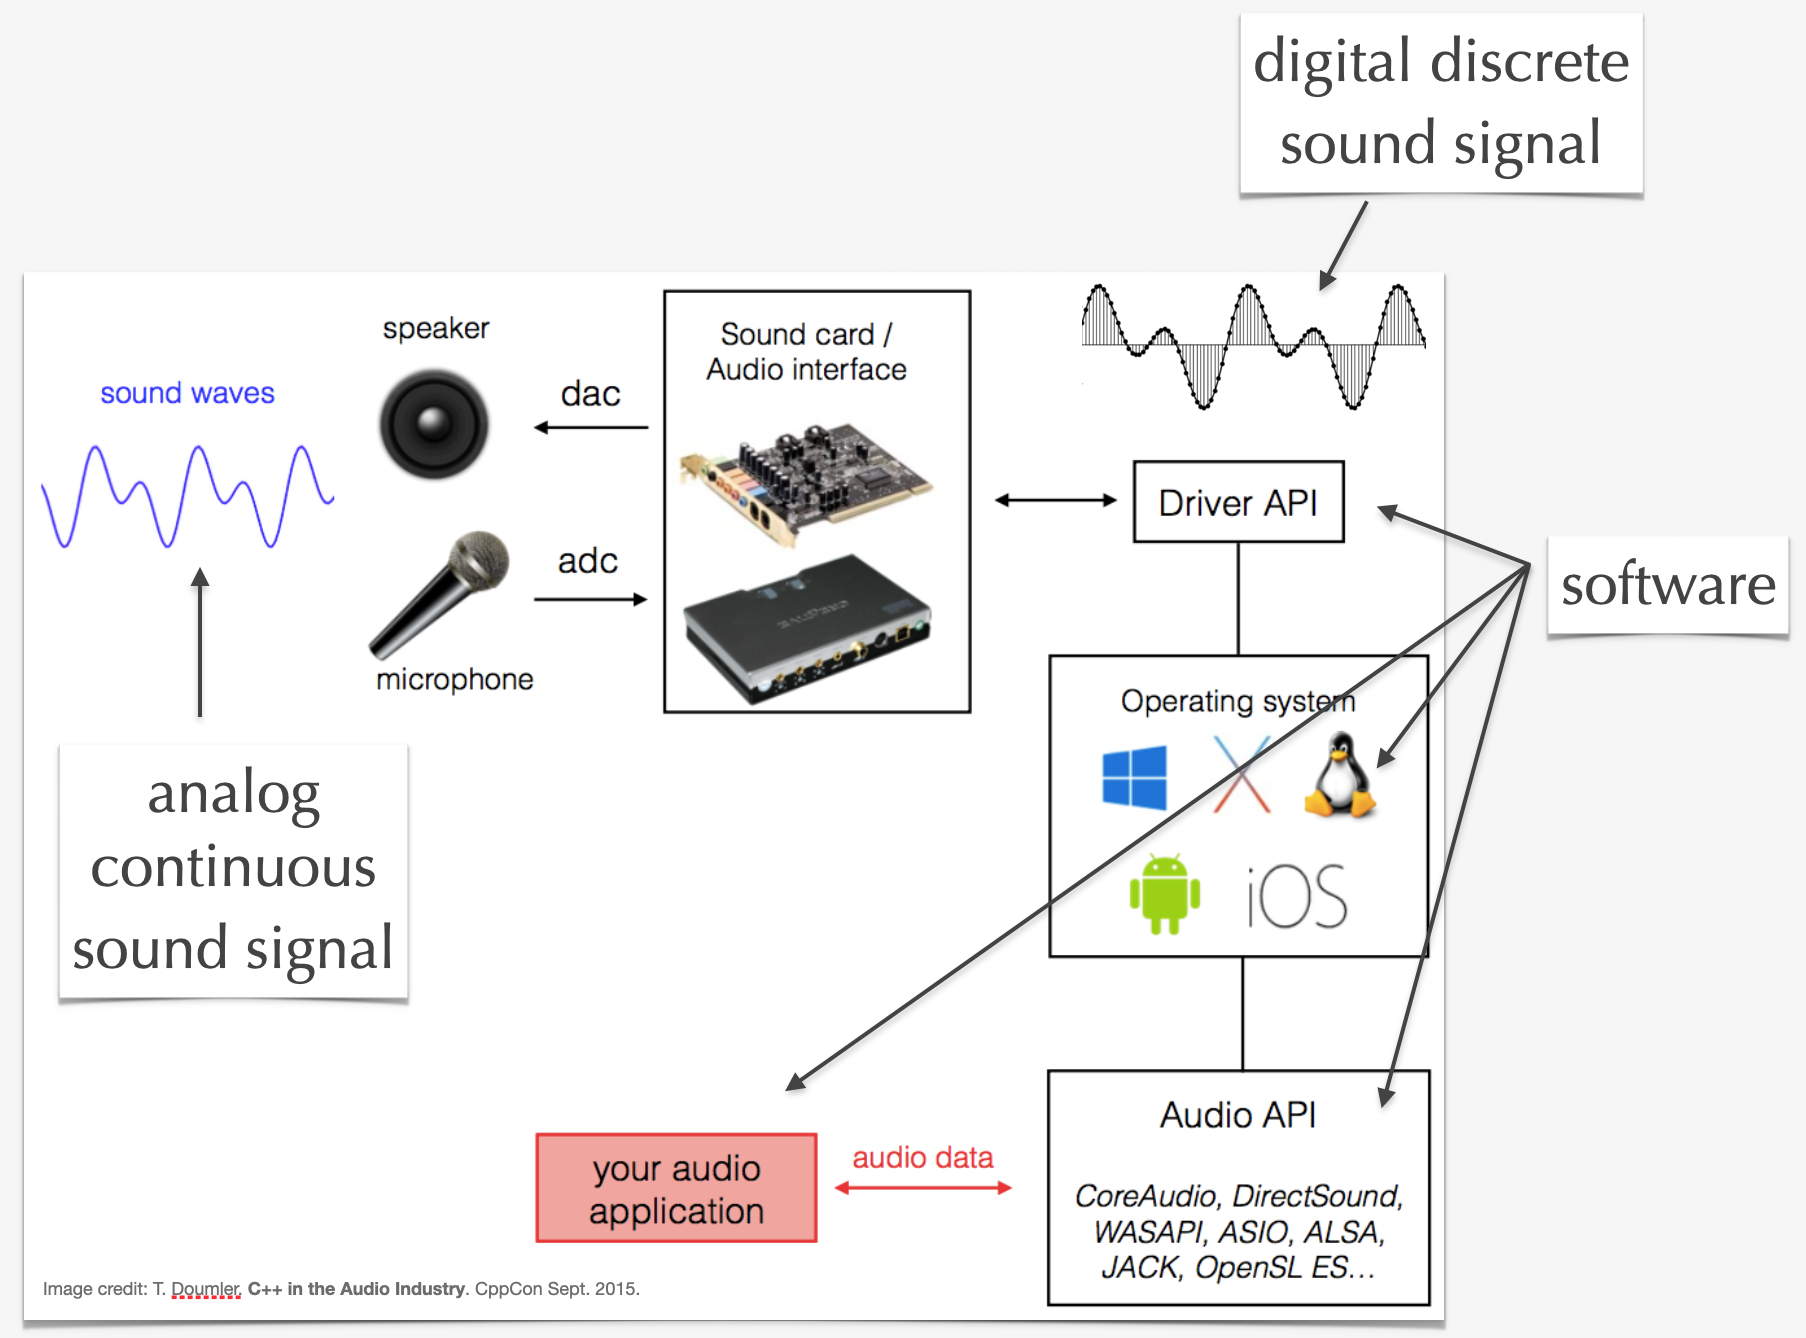 digital discrete
sound signal
speaker
Sound card /
Audio interface
sound waves
dac
adc
microphone
Driver API
software
Operating system
iOS
analog
continuous
sound signal
Audio API
CoreAudio, DirectSound,
WASAPI, ASIO, ALSA,
JACK, OpenSL ES...
your audio
application
audio data
Image credit: T. Doumler. C++ in the Audio Industry. CppCon Sept. 2015.